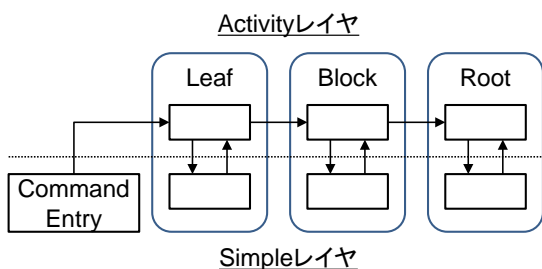 Activityレイヤ
Leaf
Block
Root
Command
Entry
Simpleレイヤ